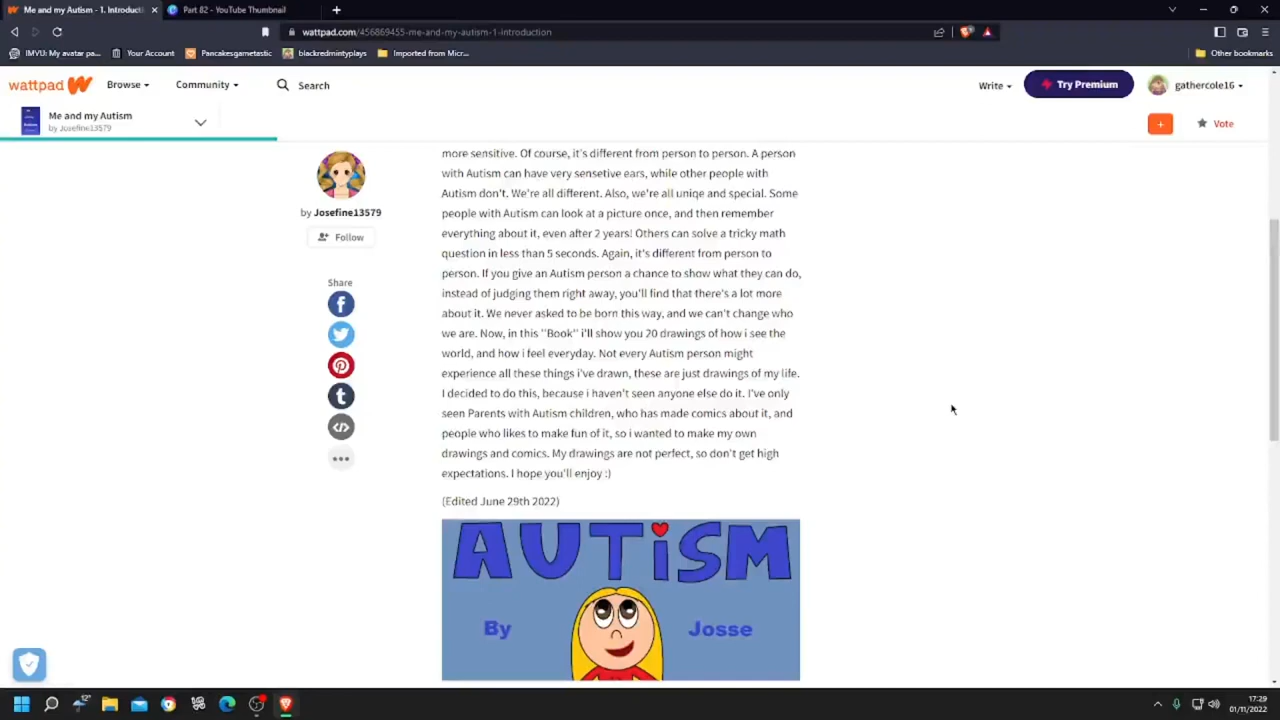 Me and my Autism - 1. Introducti
Part 82 - YouTube Thumbnail
wattpad.com/456869455-me-and-my-autism-1-introduction
IMVU: My avatar pa...
Your Account
Pancakesgametastic
blackredmintyplays
Imported from Micr...
Other bookmarks
wattpad
Browse
Community
Search
Write
Try Premium
gathercole16
Me and my Autism
by Josefine13579
+
Vote
by Josefine13579
Follow
Share
more sensitive. Of course, it's different from person to person. A person
with Autism can have very sensetive ears, while other people with
Autism don't. We're all different. Also, we're all uniqe and special. Some
people with Autism can look at a picture once, and then remember
everything about it, even after 2 years! Others can solve a tricky math
question in less than 5 seconds. Again, it's different from person to
person. If you give an Autism person a chance to show what they can do,
instead of judging them right away, you'll find that there's a lot more
about it. We never asked to be born this way, and we can't change who
we are. Now, in this ''Book'' i'll show you 20 drawings of how i see the
world, and how i feel everyday. Not every Autism person might
experience all these things i've drawn, these are just drawings of my life.
I decided to do this, because i haven't seen anyone else do it. I've only
seen Parents with Autism children, who has made comics about it, and
people who likes to make fun of it, so i wanted to make my own
drawings and comics. My drawings are not perfect, so don't get high
expectations. I hope you'll enjoy :)
(Edited June 29th 2022)
AUTiSM
By Josse
17:29
01/11/2022